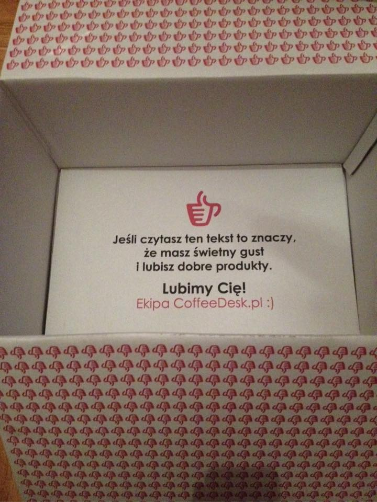 Jeśli czytasz ten tekst to znaczy,
że masz świetny gust
i lubisz dobre produkty.
Lubimy Cię!
Ekipa CoffeeDesk.pl :)